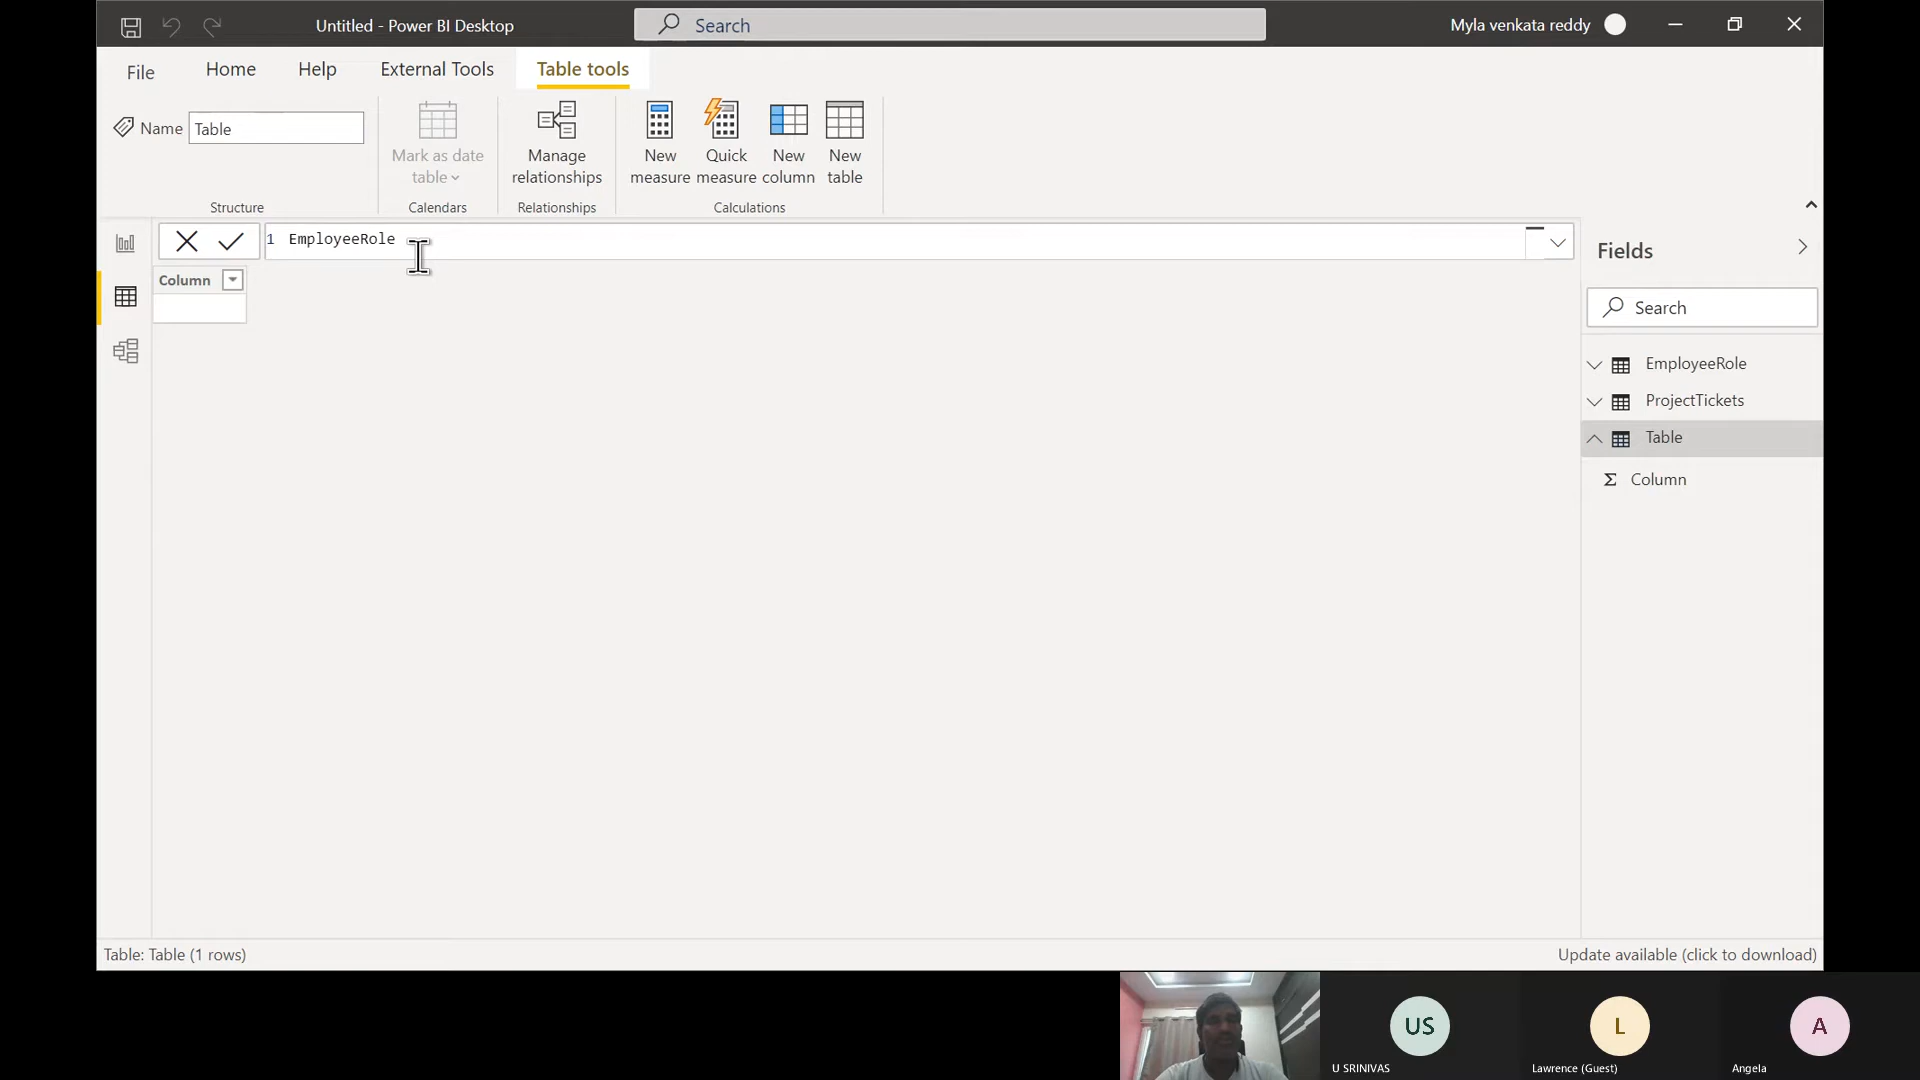 Untitled - Power BI Desktop
Search
Myla venkata reddy
File
Home
Help
External Tools
Table tools
Name
Table
Mark as date
table
Manage
relationships
New
measure
Quick
measure
New
column
New
table
Structure
Calendars
Relationships
Calculations
1 EmployeeRole
Column
Fields
Search
EmployeeRole
ProjectTickets
Table
Σ Column
Table: Table (1 rows)
Update available (click to download)
US
L
A
U SRINIVAS
Lawrence (Guest)
Angela